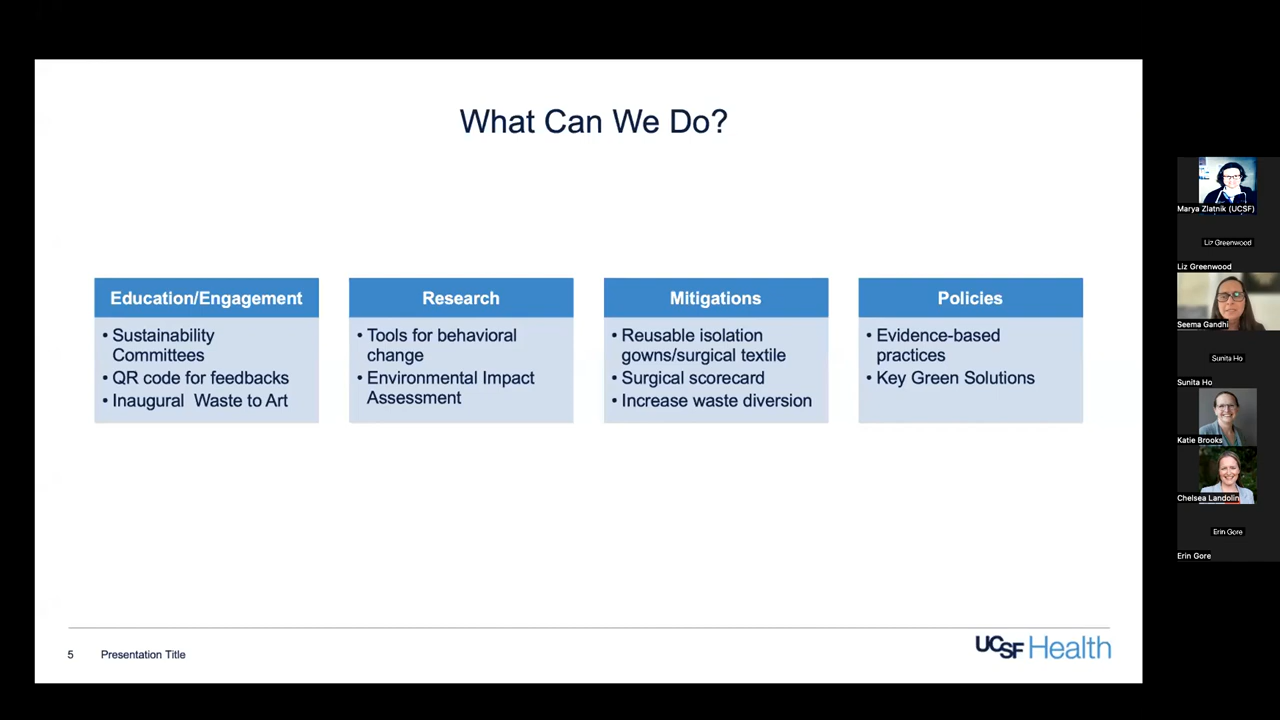 What Can We Do?
Education/Engagement
• Sustainability
Committees
• QR code for feedbacks
• Inaugural Waste to Art
Research
• Tools for behavioral
change
• Environmental Impact
Assessment
Mitigations
• Reusable isolation
gowns/surgical textile
• Surgical scorecard
• Increase waste diversion
Policies
• Evidence-based
practices
• Key Green Solutions
5
Presentation Title
UCSF Health
Marya Zlatnik (UCSF)
Liz Greenwood
Liz Greenwood
Seema Gandhi
Sunita Ho
Sunita Ho
Katie Brooks
Chelsea Landolin
Erin Gore
Erin Gore